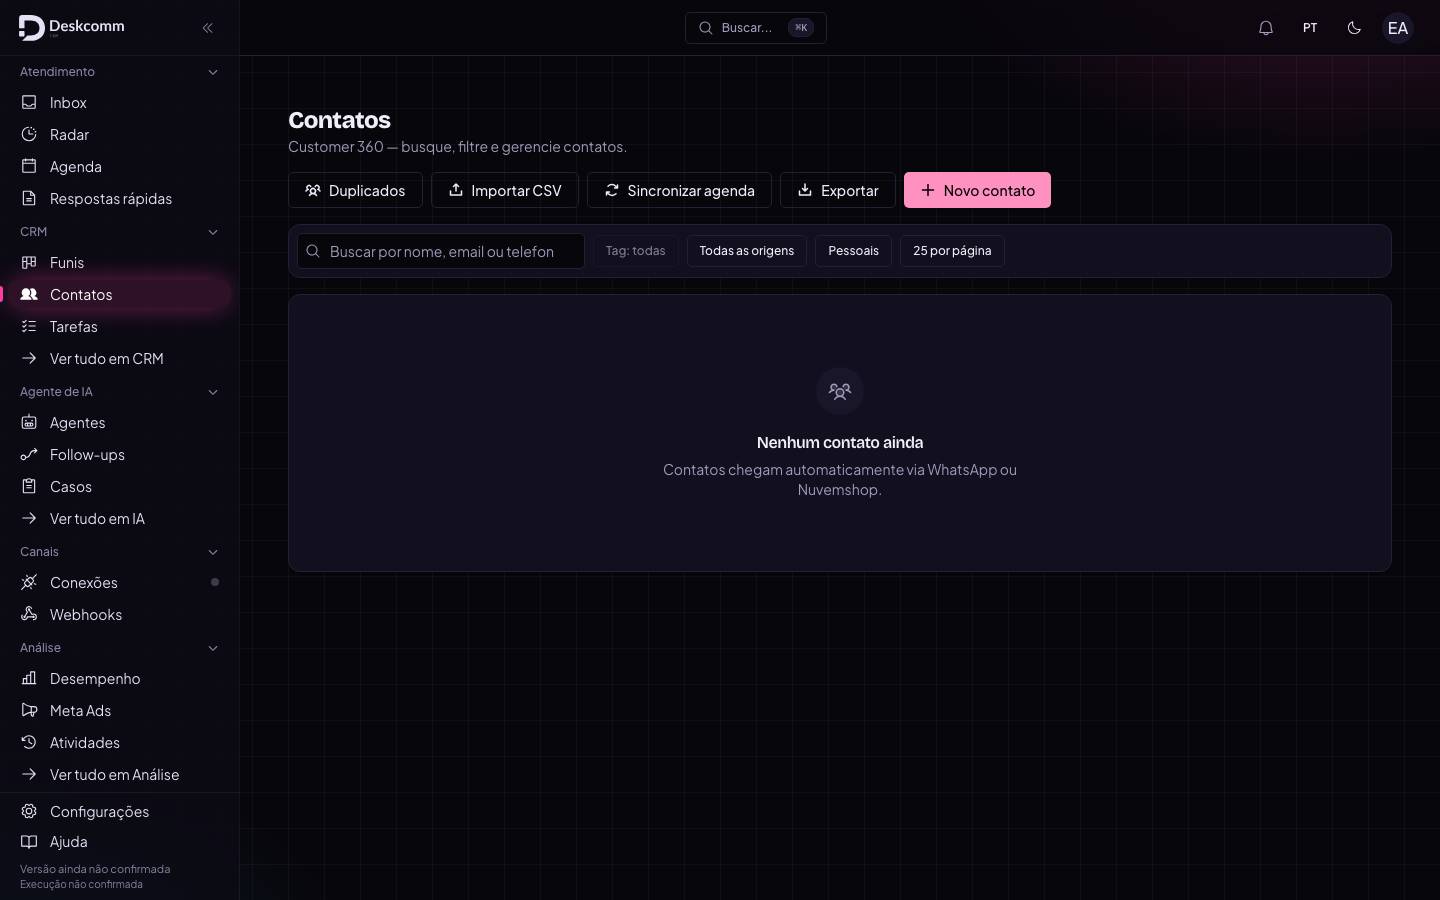 Deskcomm
Buscar...
⌘K
PT
EA
Atendimento
Inbox
Radar
Agenda
Respostas rápidas
CRM
Funis
Contatos
Tarefas
Ver tudo em CRM
Agente de IA
Agentes
Follow-ups
Casos
Ver tudo em IA
Canais
Conexões
Webhooks
Análise
Desempenho
Meta Ads
Atividades
Ver tudo em Análise
Configurações
Ajuda
Versão ainda não confirmada
Execução não confirmada
Contatos
Customer 360 — busque, filtre e gerencie contatos.
Duplicados
Importar CSV
Sincronizar agenda
Exportar
Novo contato
Buscar por nome, email ou telefon
Tag: todas
Todas as origens
Pessoais
25 por página
Nenhum contato ainda
Contatos chegam automaticamente via WhatsApp ou
Nuvemshop.